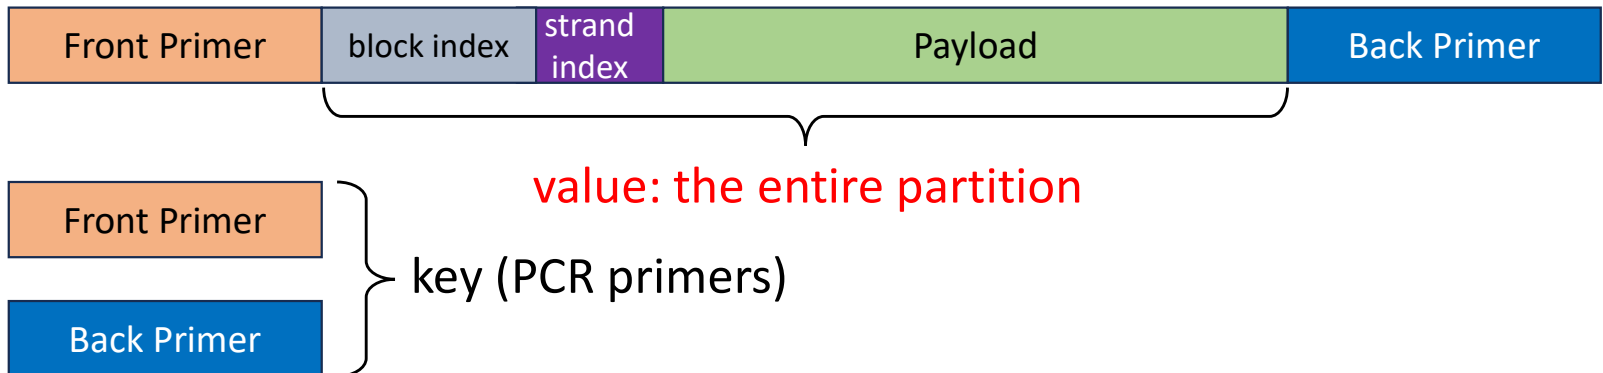 Front Primer
block index
strand
index
Payload
Back Primer
value: the entire partition
Front Primer
key (PCR primers)
Back Primer